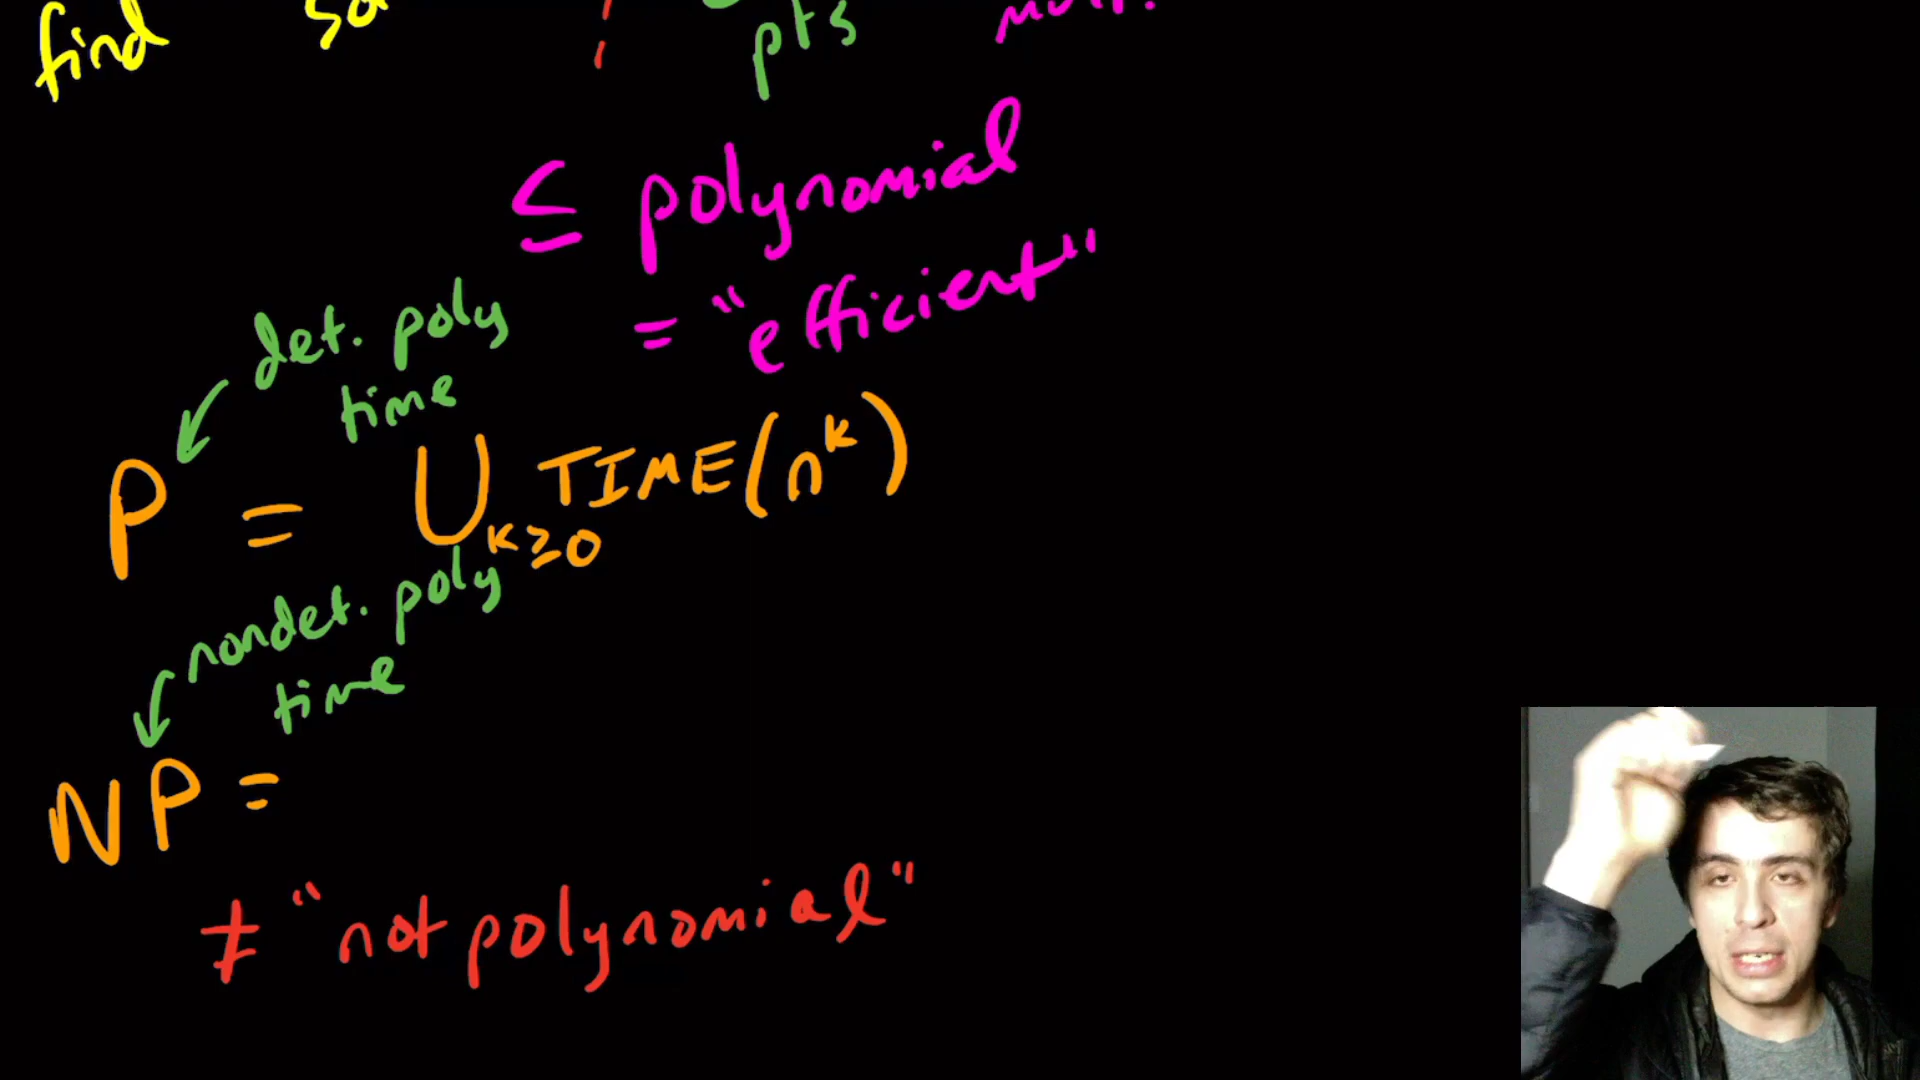 find
pts
≤ polynomial
= "efficient"
det. poly
time
P = ∪ₖ≥₀ TIME(nᵏ)
nondet. poly
time
NP =
≠ "not polynomial"